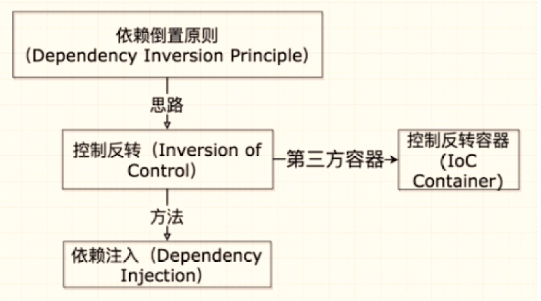 依赖倒置原则
（Dependency Inversion Principle）
思路
控制反转（Inversion of
Control）
第三方容器
控制反转容器
(IoC
Container)
方法
依赖注入（Dependency
Injection）